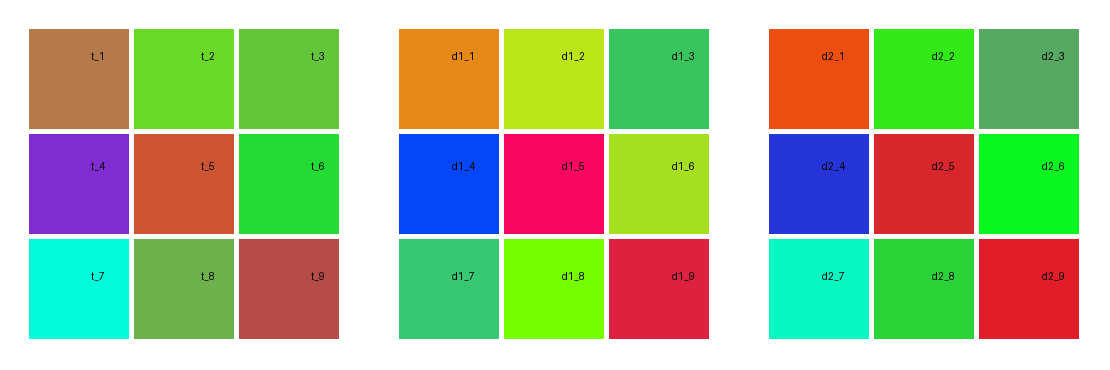 t_1 t_2 t_3 d1_1 d1_2 d1_3 d2_1 d2_2 d2_3
t_4 t_5 t_6 d1_4 d1_5 d1_6 d2_4 d2_5 d2_6
t_7 t_8 t_9 d1_7 d1_8 d1_9 d2_7 d2_8 d2_9